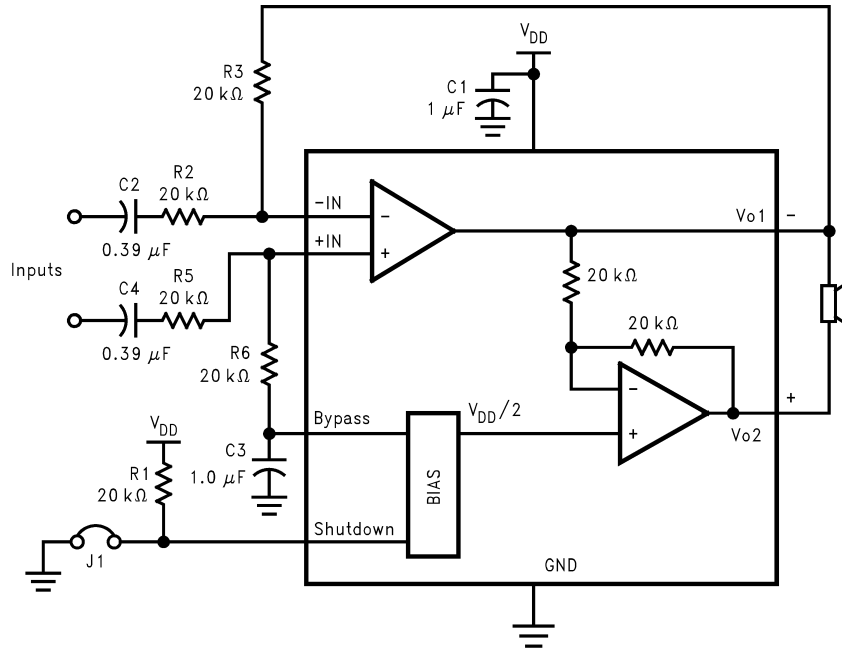 V_DD
R3
20 kΩ
C1
1 μF
R2
20 kΩ
C2
-IN
-
Vo1
-
0.39 μF
+IN
+
Inputs
R5
20 kΩ
C4
20 kΩ
0.39 μF
20 kΩ
R6
20 kΩ
-
+
Bypass
V_DD/2
V_DD
+
Vo2
C3
1.0 μF
R1
20 kΩ
BIAS
Shutdown
J1
GND